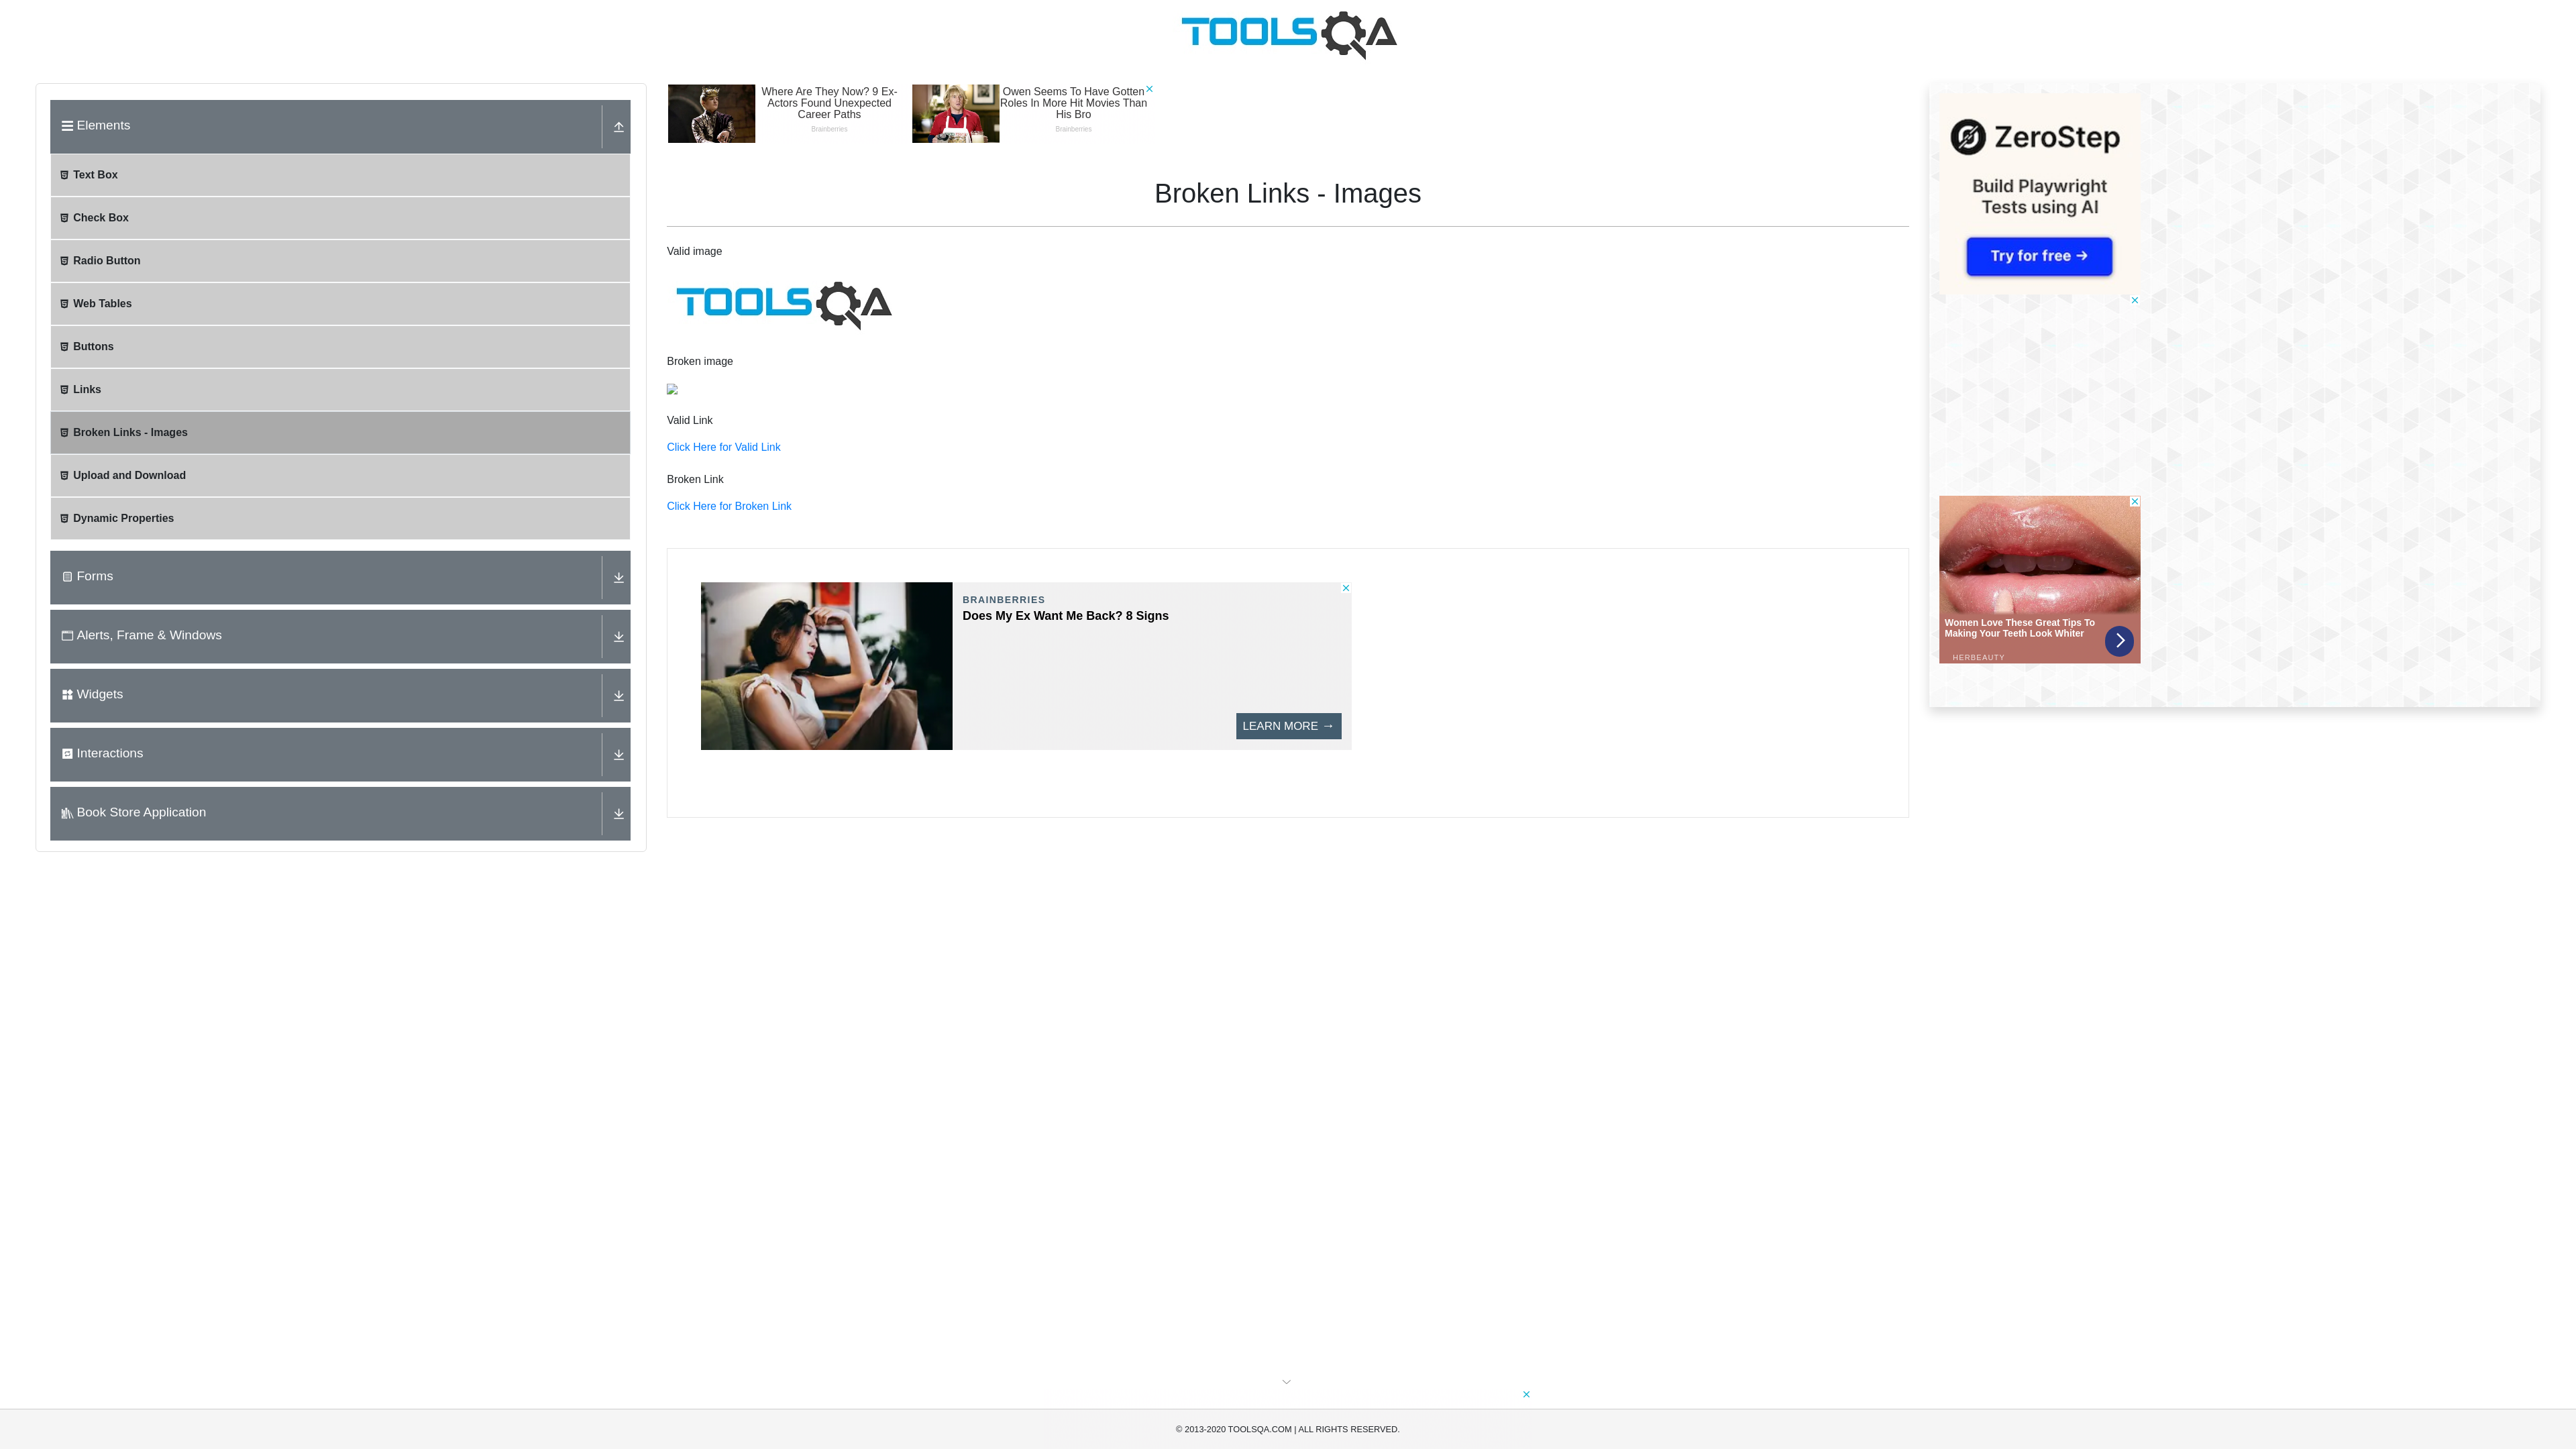 TOOLSQA
Elements
Text Box
Check Box
Radio Button
Web Tables
Buttons
Links
Broken Links - Images
Upload and Download
Dynamic Properties
Forms
Alerts, Frame & Windows
Widgets
Interactions
Book Store Application
Where Are They Now? 9 Ex-
Actors Found Unexpected
Career Paths
Brainberries
Owen Seems To Have Gotten
Roles In More Hit Movies Than
His Bro
Brainberries
Broken Links - Images
Valid image
TOOLSQA
Broken image
Valid Link
Click Here for Valid Link
Broken Link
Click Here for Broken Link
BRAINBERRIES
Does My Ex Want Me Back? 8 Signs
LEARN MORE →
ZeroStep
Build Playwright
Tests using AI
Try for free →
Women Love These Great Tips To
Making Your Teeth Look Whiter
HERBEAUTY
© 2013-2020 TOOLSQA.COM | ALL RIGHTS RESERVED.